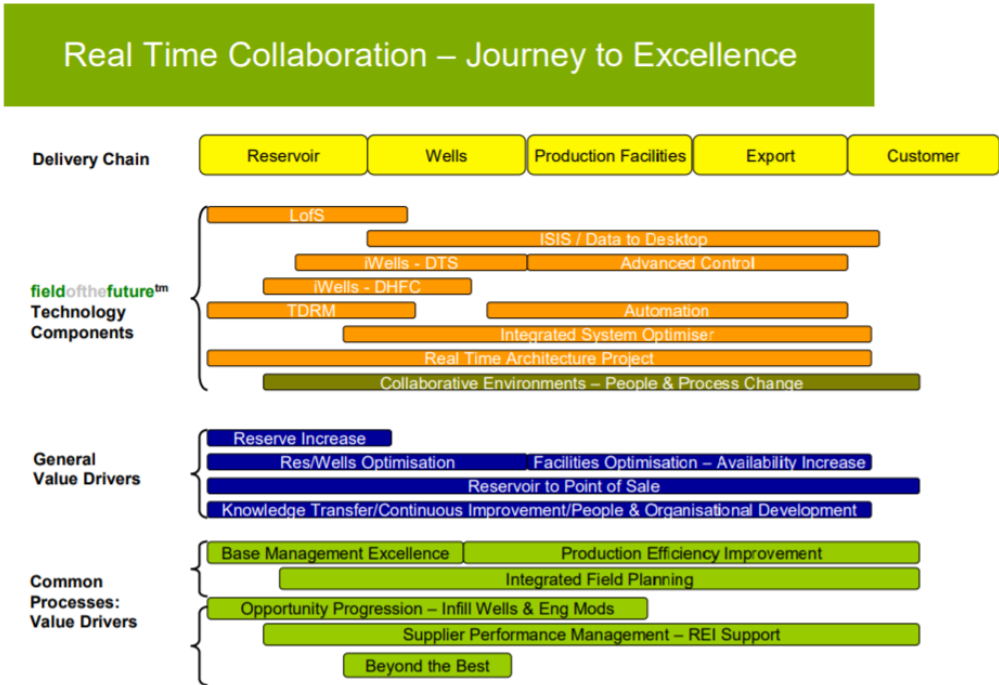 Real Time Collaboration – Journey to Excellence
Delivery Chain
Reservoir
Wells
Production Facilities
Export
Customer
fieldofthefuturetm
Technology
Components
LofS
ISIS / Data to Desktop
iWells - DTS
Advanced Control
iWells - DHFC
TDRM
Automation
Integrated System Optimiser
Real Time Architecture Project
Collaborative Environments – People & Process Change
General
Value Drivers
Reserve Increase
Res/Wells Optimisation
Facilities Optimisation – Availability Increase
Reservoir to Point of Sale
Knowledge Transfer/Continuous Improvement/People & Organisational Development
Common
Processes:
Value Drivers
Base Management Excellence
Production Efficiency Improvement
Integrated Field Planning
Opportunity Progression – Infill Wells & Eng Mods
Supplier Performance Management – REI Support
Beyond the Best